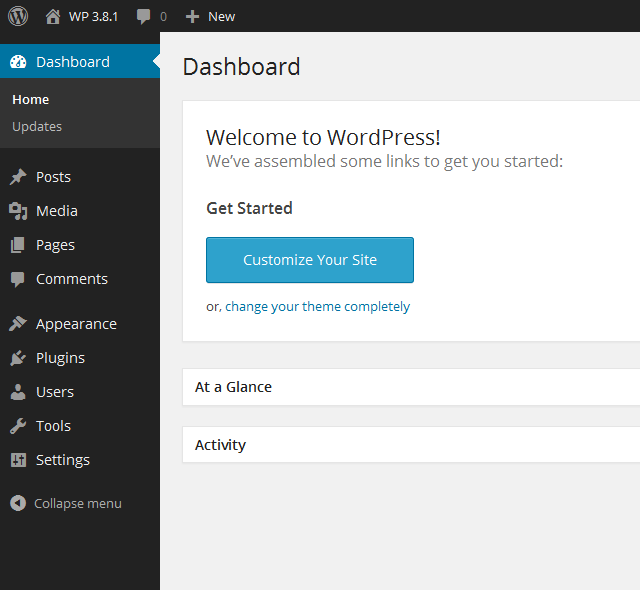 WP 3.8.1 0 New
Dashboard
Home
Updates
Posts
Media
Pages
Comments
Appearance
Plugins
Users
Tools
Settings
Collapse menu
Dashboard
Welcome to WordPress!
We've assembled some links to get you started:
Get Started
Customize Your Site
or, change your theme completely
At a Glance
Activity